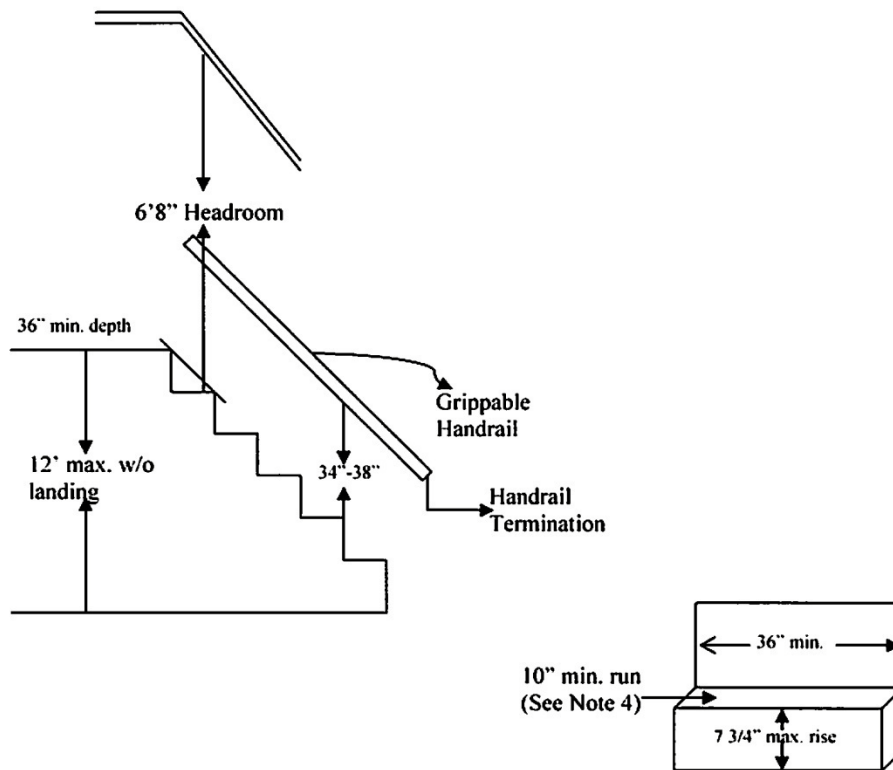 6'8” Headroom
36” min. depth
Grippable
Handrail
12' max. w/o
landing
34”-38”
Handrail
Termination
36” min.
10” min. run
(See Note 4)
7 3/4” max. rise